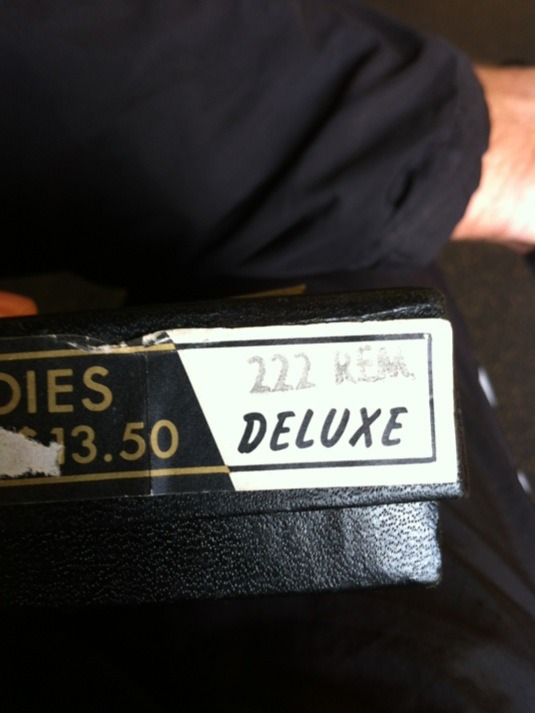 DIES
$13.50
222 REM.
DELUXE